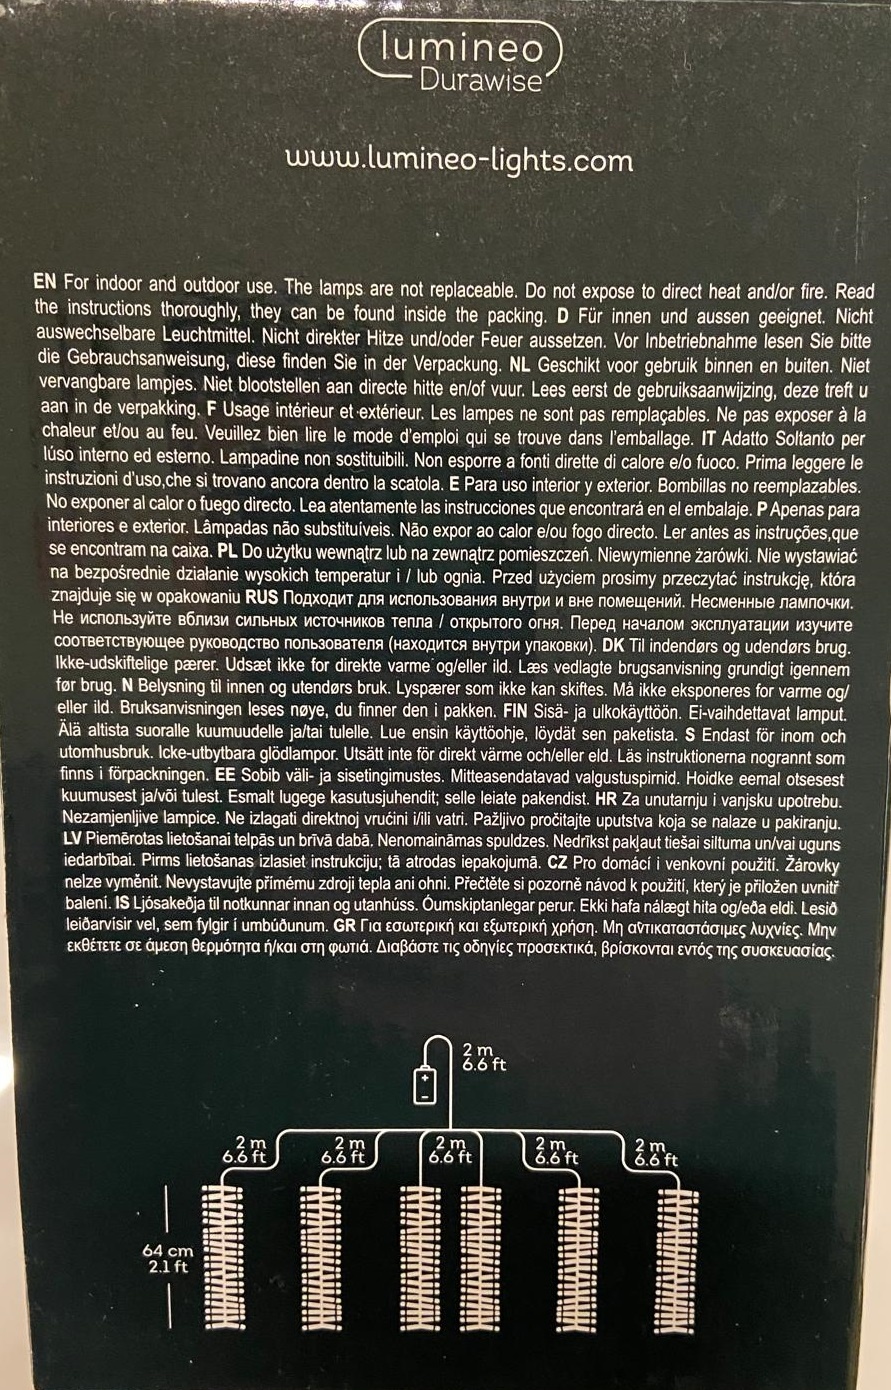 lumineo
Durawise
www.lumineo-lights.com
EN For indoor and outdoor use. The lamps are not replaceable. Do not expose to direct heat and/or fire. Read
the instructions thoroughly, they can be found inside the packing. D Für innen und aussen geeignet. Nicht
auswechselbare Leuchtmittel. Nicht direkter Hitze und/oder Feuer aussetzen. Vor Inbetriebnahme lesen Sie bitte
die Gebrauchsanweisung, diese finden Sie in der Verpackung. NL Geschikt voor gebruik binnen en buiten. Niet
vervangbare lampjes. Niet blootstellen aan directe hitte en/of vuur. Lees eerst de gebruiksaanwijzing, deze treft u
aan in de verpakking. F Usage intérieur et extérieur. Les lampes ne sont pas remplaçables. Ne pas exposer à la
chaleur et/ou au feu. Veuillez bien lire le mode d'emploi qui se trouve dans l'emballage. IT Adatto Soltanto per
lúso interno ed esterno. Lampadine non sostituibili. Non esporre a fonti dirette di calore e/o fuoco. Prima leggere le
instruzioni d'uso,che si trovano ancora dentro la scatola. E Para uso interior y exterior. Bombillas no reemplazables.
No exponer al calor o fuego directo. Lea atentamente las instrucciones que encontrará en el embalaje. P Apenas para
interiores e exterior. Lâmpadas não substituíveis. Não expor ao calor e/ou fogo directo. Ler antes as instruções,que
se encontram na caixa. PL Do użytku wewnątrz lub na zewnątrz pomieszczeń. Niewymienne żarówki. Nie wystawiać
na bezpośrednie działanie wysokich temperatur i / lub ognia. Przed użyciem prosimy przeczytać instrukcję, która
znajduje się w opakowaniu RUS Подходит для использования внутри и вне помещений. Несменные лампочки.
Не используйте вблизи сильных источников тепла / открытого огня. Перед началом эксплуатации изучите
соответствующее руководство пользователя (находится внутри упаковки). DK Til indendørs og udendørs brug.
Ikke-udskiftelige pærer. Udsæt ikke for direkte varme og/eller ild. Læs vedlagte brugsanvisning grundigt igennem
før brug. N Belysning til innen og utendørs bruk. Lyspærer som ikke kan skiftes. Må ikke eksponeres for varme og/
eller ild. Bruksanvisningen leses nøye, du finner den i pakken. FIN Sisä- ja ulkokäyttöön. Ei-vaihdettavat lamput.
Älä altista suoralle kuumuudelle ja/tai tulelle. Lue ensin käyttöohje, löydät sen paketista. S Endast för inom och
utomhusbruk. Icke-utbytbara glödlampor. Utsätt inte för direkt värme och/eller eld. Läs instruktionerna nogrannt som
finns i förpackningen. EE Sobib väli- ja sisetingimustes. Mitteasendatavad valgustuspirnid. Hoidke eemal otsesest
kuumusest ja/või tulest. Esmalt lugege kasutusjuhendit; selle leiate pakendist. HR Za unutarnju i vanjsku upotrebu.
Nezamjenljive lampice. Ne izlagati direktnoj vrućini i/ili vatri. Pažljivo pročitajte uputstva koja se nalaze u pakiranju.
LV Piemērotas lietošanai telpās un brīvā dabā. Nenomaināmas spuldzes. Nedrīkst pakļaut tiešai siltuma un/vai uguns
iedarbībai. Pirms lietošanas izlasiet instrukciju; tā atrodas iepakojumā. CZ Pro domácí i venkovní použití. Žárovky
nelze vyměnit. Nevystavujte přímému zdroji tepla ani ohni. Přečtěte si pozorně návod k použití, který je přiložen uvnitř
balení. IS Ljósakeðja til notkunnar innan og utanhúss. Óumskiptanlegar perur. Ekki hafa nálægt hita og/eða eldi. Lesið
leiðarvísir vel, sem fylgir í umbúðunum. GR Για εσωτερική και εξωτερική χρήση. Μη αντικαταστάσιμες λυχνίες. Μην
εκθέτετε σε άμεση θερμότητα ή/και στη φωτιά. Διαβάστε τις οδηγίες προσεκτικά, βρίσκονται εντός της συσκευασίας.
2 m
6.6 ft
2 m 2 m 2 m 2 m 2 m
6.6 ft 6.6 ft 6.6 ft 6.6 ft 6.6 ft
64 cm
2.1 ft